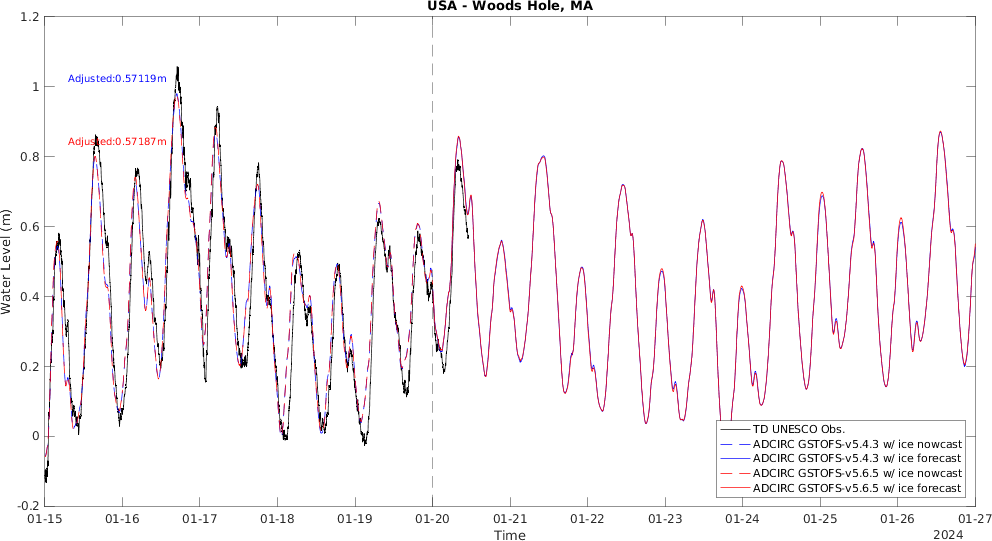 USA - Woods Hole, MA
1.2
1
0.8
0.6
0.4
0.2
0
-0.2
Water Level (m)
Adjusted:0.57119m
Adjusted:0.57187m
TD UNESCO Obs.
ADCIRC GSTOFS-v5.4.3 w/ ice nowcast
ADCIRC GSTOFS-v5.4.3 w/ ice forecast
ADCIRC GSTOFS-v5.6.5 w/ ice nowcast
ADCIRC GSTOFS-v5.6.5 w/ ice forecast
01-15 01-16 01-17 01-18 01-19 01-20 01-21 01-22 01-23 01-24 01-25 01-26 01-27
Time
2024